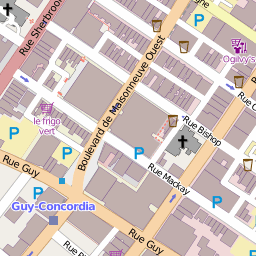 Rue Sherbroo
Boulevard de Maisonneuve Ouest
Ogilvy's
le frigo
vert
Rue Bishop
P
P
P
P
P
P
Rue Mackay
Rue Guy
Guy-Concordia
Rue Guy